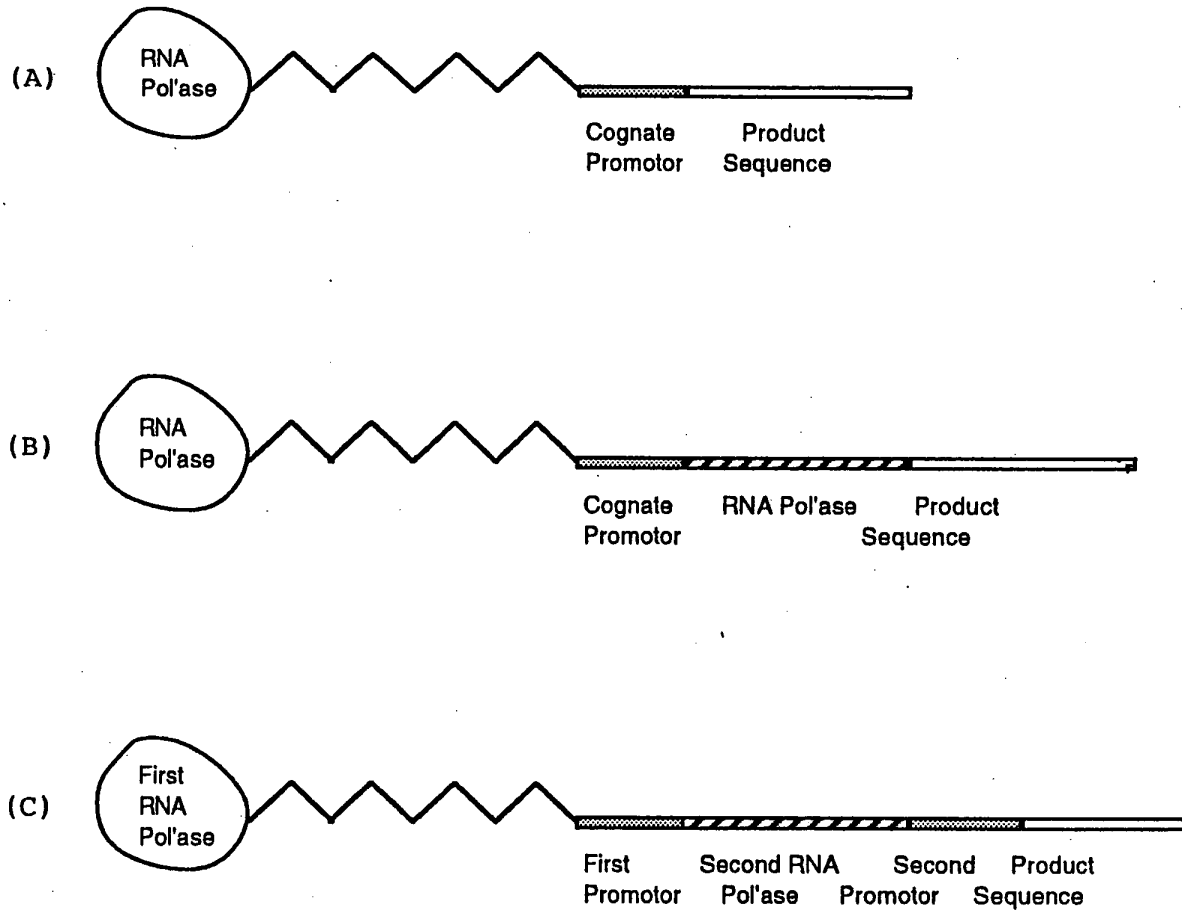 (A)
RNA
Pol'ase
Cognate Product
Promotor Sequence
(B)
RNA
Pol'ase
Cognate RNA Pol'ase Product
Promotor Sequence
(C)
First
RNA
Pol'ase
First Second RNA Second Product
Promotor Pol'ase Promotor Sequence